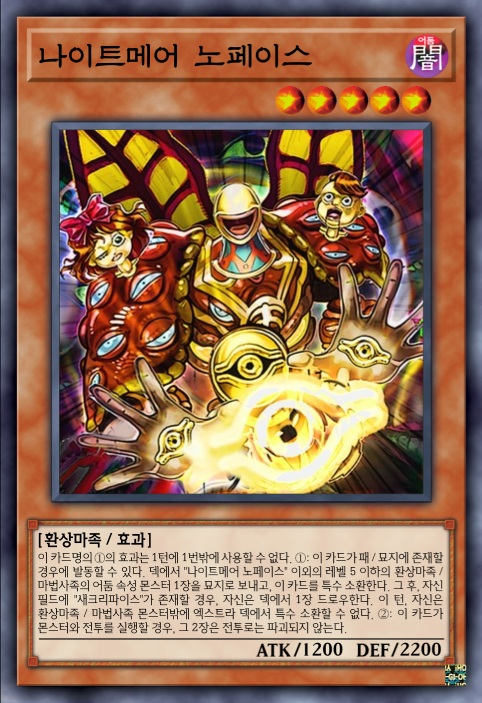 나이트메어 노페이스
어둠
闇
[환상마족 / 효과]
이 카드명의 ①의 효과는 1턴에 1번밖에 사용할 수 없다. ①: 이 카드가 패 / 묘지에 존재할
경우에 발동할 수 있다. 덱에서 "나이트메어 노페이스" 이외의 레벨 5 이하의 환상마족 /
마법사족의 어둠 속성 몬스터 1장을 묘지로 보내고, 이 카드를 특수 소환한다. 그 후, 자신
필드에 "새크리파이스"가 존재할 경우, 자신은 덱에서 1장 드로우한다. 이 턴, 자신은
환상마족 / 마법사족 몬스터밖에 엑스트라 덱에서 특수 소환할 수 없다. ②: 이 카드가
몬스터와 전투를 실행할 경우, 그 2장은 전투로는 파괴되지 않는다.
ATK/1200 DEF/2200